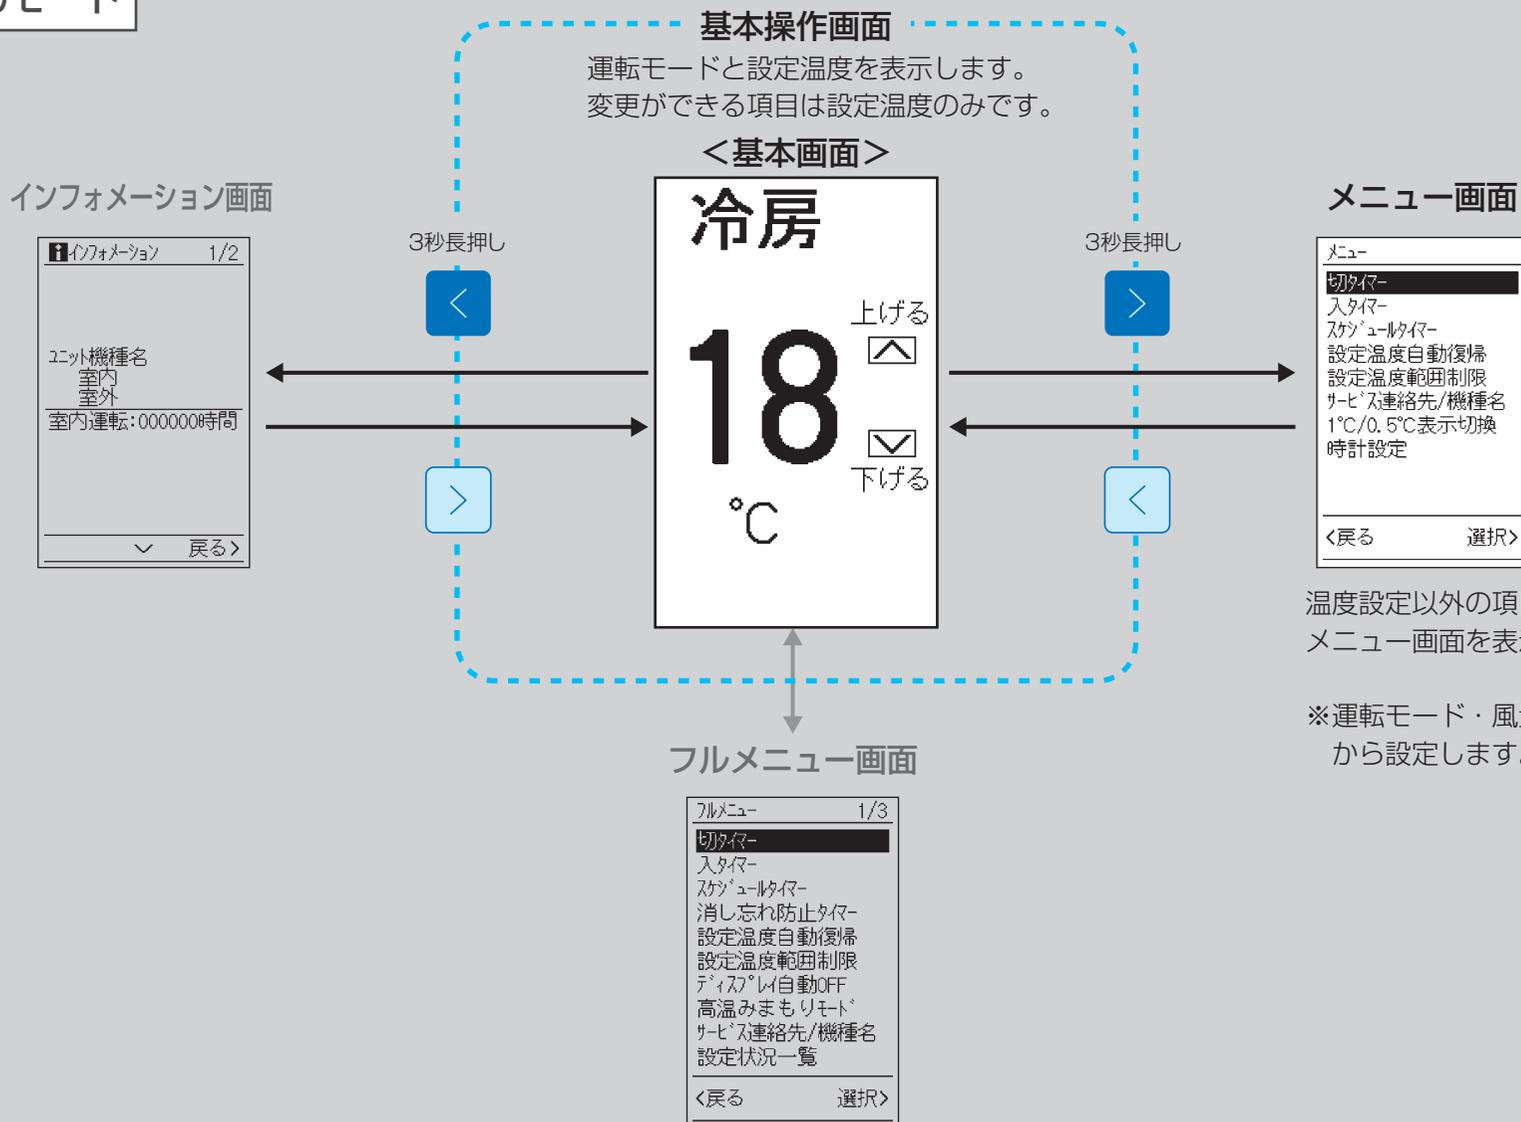 モード
基本操作画面
運転モードと設定温度を表示します。
変更ができる項目は設定温度のみです。
<基本画面>
インフォメーション画面
インフォメーション 1/2
ユニット機種名
室内
室外
室内運転:000000時間
戻る>
3秒長押し
<
>
冷房
18
℃
上げる
下げる
3秒長押し
>
<
メニュー画面
メニュー
切タイマー
入タイマー
スケジュールタイマー
設定温度自動復帰
設定温度範囲制限
サービス連絡先/機種名
1℃/0.5℃表示切換
時計設定
<戻る 選択>
温度設定以外の項
メニュー画面を表
※運転モード・風
から設定します。
フルメニュー画面
フルメニュー 1/3
切タイマー
入タイマー
スケジュールタイマー
消し忘れ防止タイマー
設定温度自動復帰
設定温度範囲制限
ディスプレイ自動OFF
高温みまもりモード
サービス連絡先/機種名
設定状況一覧
<戻る 選択>